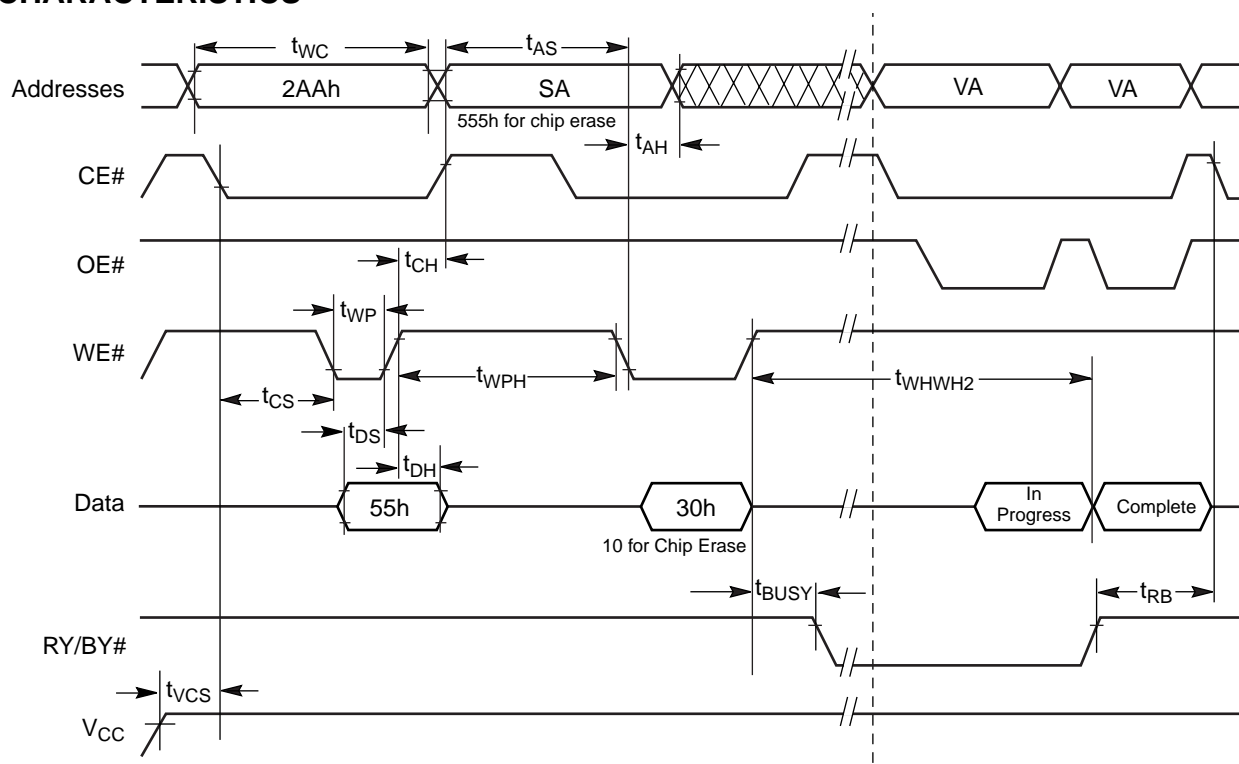 CHARACTERISTICS
tWC
tAS
Addresses
2AAh
SA
VA
VA
555h for chip erase
tAH
CE#
OE#
tCH
tWP
WE#
tWPH
tWHWH2
tCS
tDS
tDH
Data
55h
30h
In
Progress
Complete
10 for Chip Erase
tBUSY
tRB
RY/BY#
tVCS
VCC